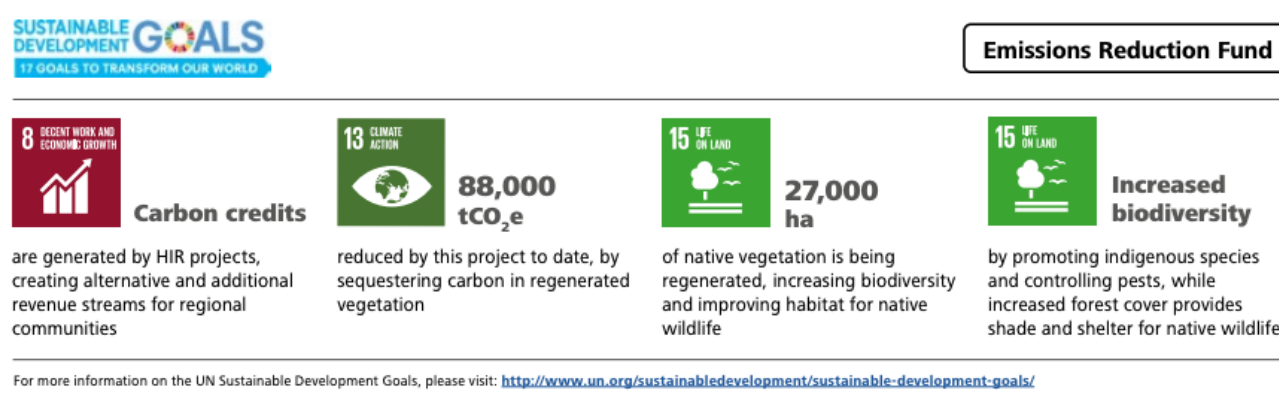 SUSTAINABLE
DEVELOPMENT GOALS
17 GOALS TO TRANSFORM OUR WORLD
Emissions Reduction Fund
8 DECENT WORK AND
ECONOMIC GROWTH
Carbon credits
are generated by HIR projects,
creating alternative and additional
revenue streams for regional
communities
13 CLIMATE
ACTION
88,000
tCO₂e
reduced by this project to date, by
sequestering carbon in regenerated
vegetation
15 LIFE
ON LAND
27,000
ha
of native vegetation is being
regenerated, increasing biodiversity
and improving habitat for native
wildlife
15 LIFE
ON LAND
Increased
biodiversity
by promoting indigenous species
and controlling pests, while
increased forest cover provides
shade and shelter for native wildlife
For more information on the UN Sustainable Development Goals, please visit: http://www.un.org/sustainabledevelopment/sustainable-development-goals/